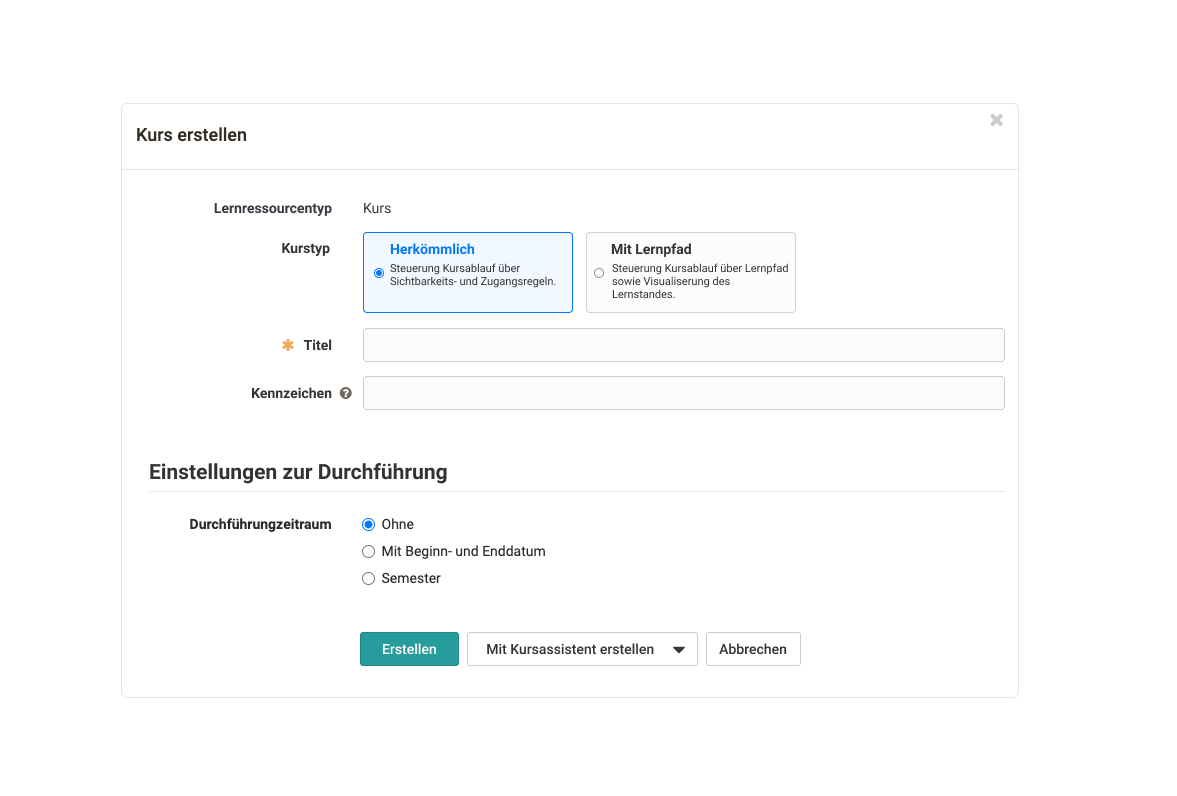 Kurs erstellen
Lernressourcentyp Kurs
Kurstyp
Herkömmlich
Steuerung Kursablauf über
Sichtbarkeits- und Zugangsregeln.
Mit Lernpfad
Steuerung Kursablauf über Lernpfad
sowie Visualiserung des
Lernstandes.
Titel
Kennzeichen
Einstellungen zur Durchführung
Durchführungzeitraum
Ohne
Mit Beginn- und Enddatum
Semester
Erstellen Mit Kursassistent erstellen Abbrechen